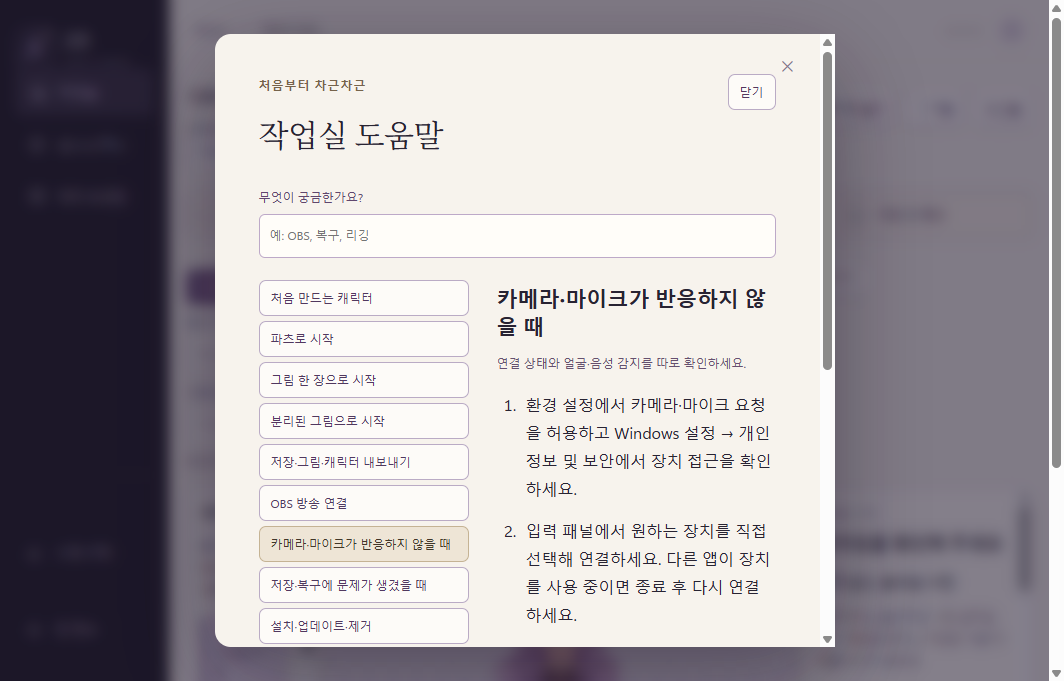 처음부터 차근차근
닫기
작업실 도움말
무엇이 궁금한가요?
예: OBS, 복구, 리깅
처음 만드는 캐릭터
파츠로 시작
그림 한 장으로 시작
분리된 그림으로 시작
저장·그림·캐릭터 내보내기
OBS 방송 연결
카메라·마이크가 반응하지 않을 때
저장·복구에 문제가 생겼을 때
설치·업데이트·제거
카메라·마이크가 반응하지 않
을 때
연결 상태와 얼굴·음성 감지를 따로 확인하세요.
1. 환경 설정에서 카메라·마이크 요청
을 허용하고 Windows 설정 → 개인
정보 및 보안에서 장치 접근을 확인
하세요.
2. 입력 패널에서 원하는 장치를 직접
선택해 연결하세요. 다른 앱이 장치
를 사용 중이면 종료 후 다시 연결
하세요.